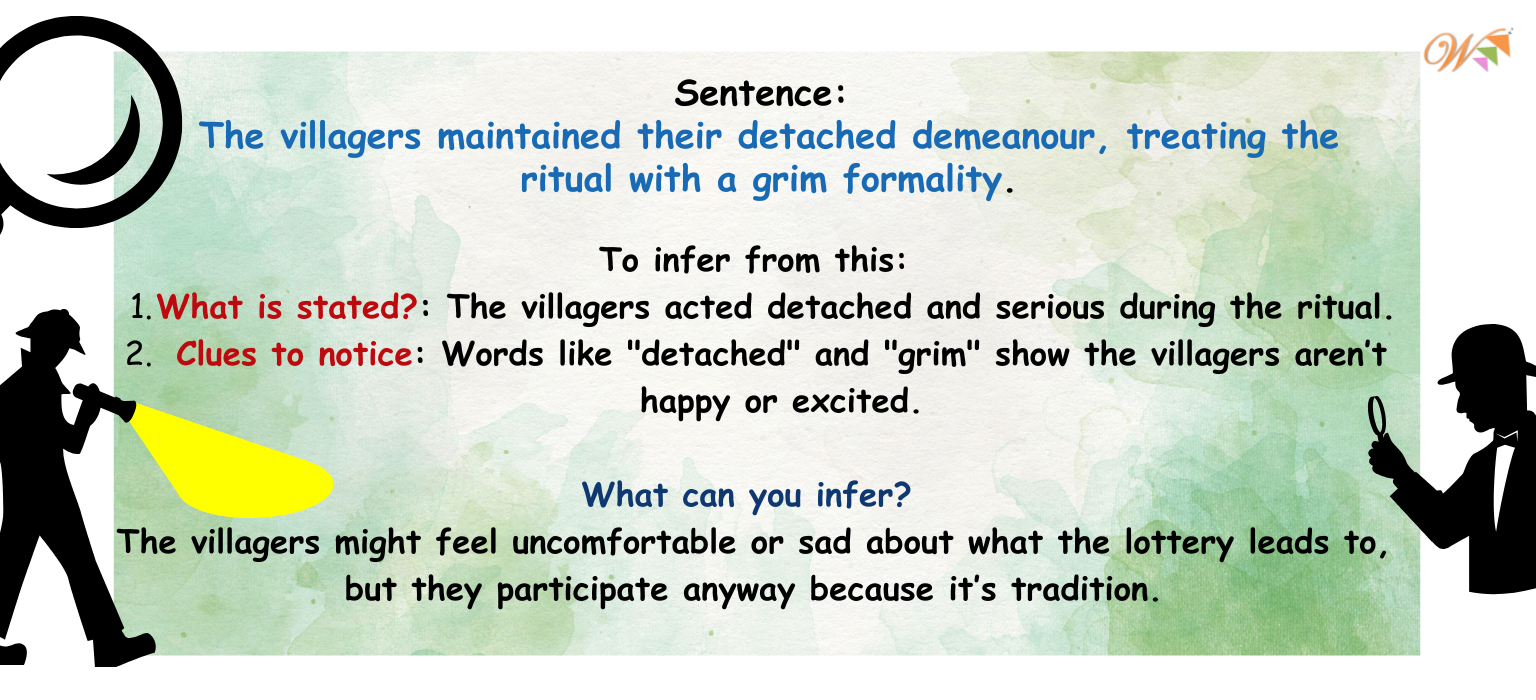 Sentence:
The villagers maintained their detached demeanour, treating the
ritual with a grim formality.
To infer from this:
1.What is stated?: The villagers acted detached and serious during the ritual.
2. Clues to notice: Words like "detached" and "grim" show the villagers aren't
happy or excited.
What can you infer?
The villagers might feel uncomfortable or sad about what the lottery leads to,
but they participate anyway because it's tradition.
W